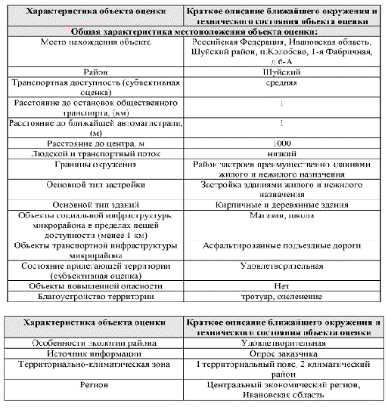 Характеристика объекта оценки
Краткое описание ближайшего окружения и
технического состояния объекта оценки
Общая характеристика местоположения объекта оценки:
Место нахождения объекта
Российская Федерация, Ивановская область,
Шуйский район, п.Колобово, 1-я Фабричная,
д.6-А
Район
Шуйский
Транспортная доступность (субъективная
оценка)
средняя
Расстояние до остановок общественного
транспорта, (км)
1
Расстояние до ближайшей автомагистрали,
(м)
1
Расстояние до центра, м
1000
Людской и транспортный поток
низкий
Границы окружения
Район застроен преимущественно зданиями
жилого и нежилого назначения
Основной тип застройки
Застройка зданиями жилого и нежилого
назначения
Основной тип зданий
Кирпичные и деревянные здания
Объекты социальной инфраструктуры
микрорайона в пределах пешей
доступности (менее 1 км)
Магазин, школа
Объекты транспортной инфраструктуры
микрорайона
Асфальтированные подъездные дороги
Состояние прилегающей территории
(субъективная оценка)
Удовлетворительная
Объекты повышенной опасности
Нет
Благоустройство территории
тротуар, озеленение
Характеристика объекта оценки
Краткое описание ближайшего окружения и
технического состояния объекта оценки
Особенности экологии района
Удовлетворительная
Источник информации
Опрос заказчика
Территориально-климатическая зона
1 территориальный пояс, 2 климатический
район
Регион
Центральный экономический регион,
Ивановская область